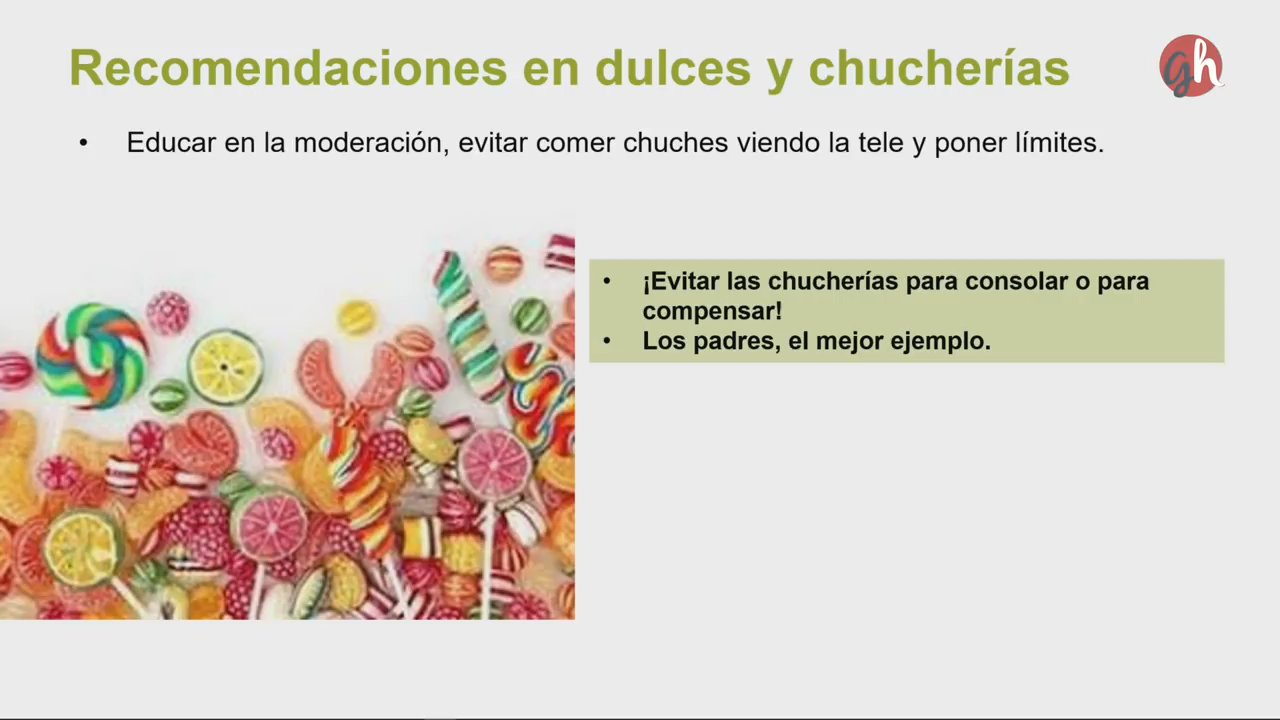 Recomendaciones en dulces y chucherías
gh
• Educar en la moderación, evitar comer chuches viendo la tele y poner límites.
• ¡Evitar las chucherías para consolar o para
compensar!
• Los padres, el mejor ejemplo.